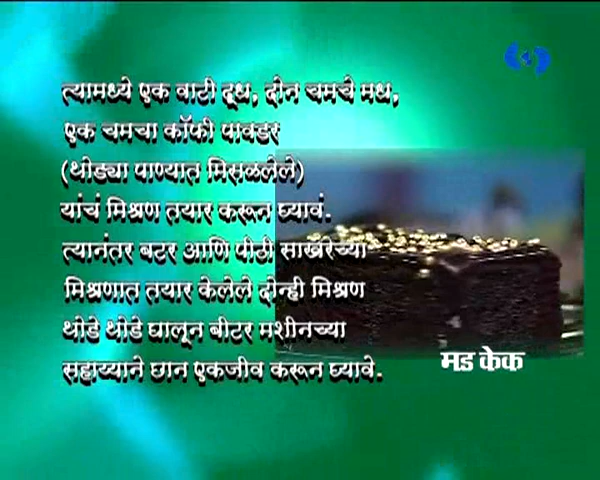 त्यामध्ये एक वाटी दूध, दोन चमचे मध,
एक चमचा कॉफी पावडर
(थोड्या पाण्यात मिसळलेले)
यांचं मिश्रण तयार करून घ्यावं.
त्यानंतर बटर आणि पीठी साखरेच्या
मिश्रणात तयार केलेले दोन्ही मिश्रण
थोडे थोडे घालून बीटर मशीनच्या
सहाय्याने छान एकजीव करून घ्यावे.
मड केक